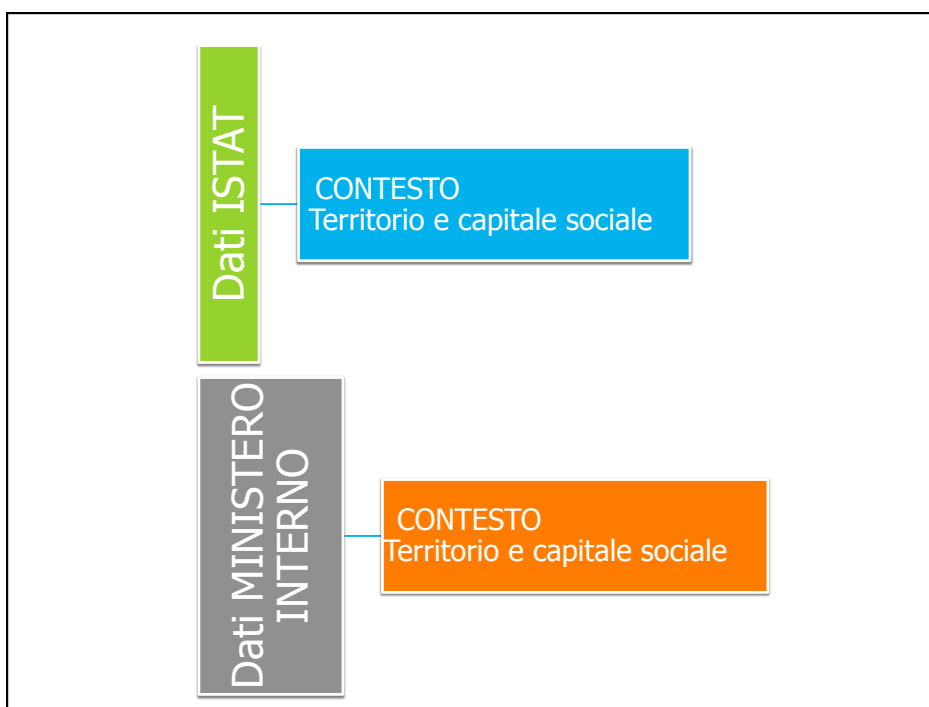 Dati ISTAT
CONTESTO
Territorio e capitale sociale
Dati MINISTERO
INTERNO
CONTESTO
Territorio e capitale sociale